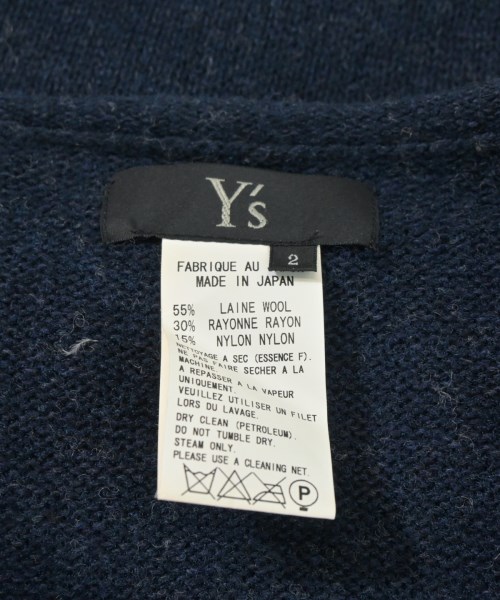 Y's
2
FABRIQUE AU
MADE IN JAPAN
55% LAINE WOOL
30% RAYONNE RAYON
15% NYLON NYLON
NETTOYAGE A SEC (ESSENCE F).
NE PAS FAIRE SECHER A LA
MACHINE.
A REPASSER A LA VAPEUR
UNIQUEMENT.
VEUILLEZ UTILISER UN FILET
LORS DU LAVAGE.
DRY CLEAN (PETROLEUM).
DO NOT TUMBLE DRY.
STEAM ONLY.
PLEASE USE A CLEANING NET.
P